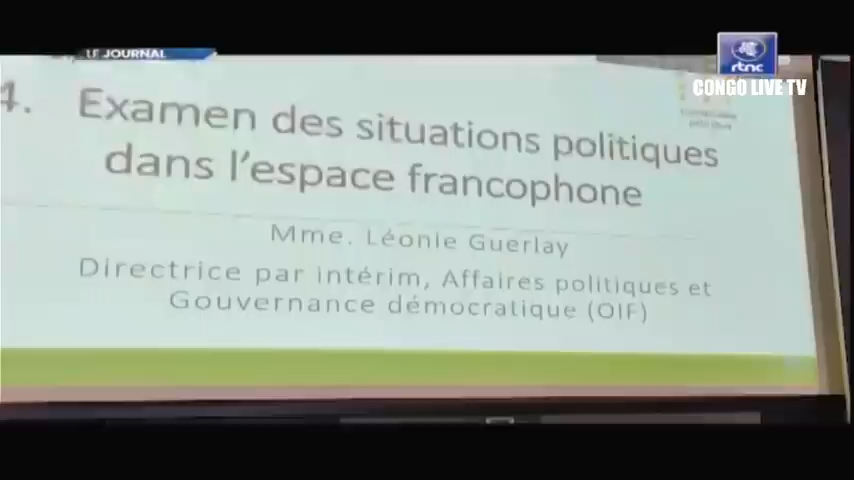 LE JOURNAL
rtnc
CONGO LIVE TV
4. Examen des situations politiques
dans l'espace francophone
Mme. Léonie Guerlay
Directrice par intérim, Affaires politiques et
Gouvernance démocratique (OIF)